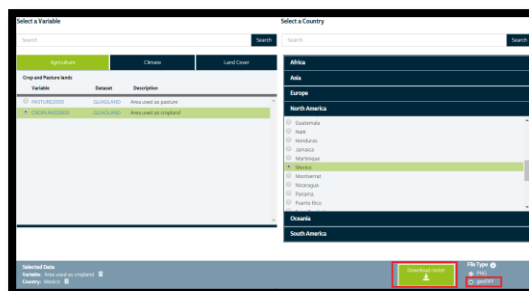 Select a Variable
Search Search
Agriculture Climate Land Cover
Crop and Pasture lands
Variable Dataset Description
PASTURE2000 GLIAGLAND Area used as pasture
CROPLAND2000 GLIAGLAND Area used as cropland
Select a Country
Search Search
Africa
Asia
Europe
North America
Guatemala
Haiti
Honduras
Jamaica
Martinique
Mexico
Montserrat
Nicaragua
Panama
Puerto Rico
Oceania
South America
Selected Data
Variable: Area used as cropland
Country: Mexico
Download raster
File Type
PNG
geoTIFF